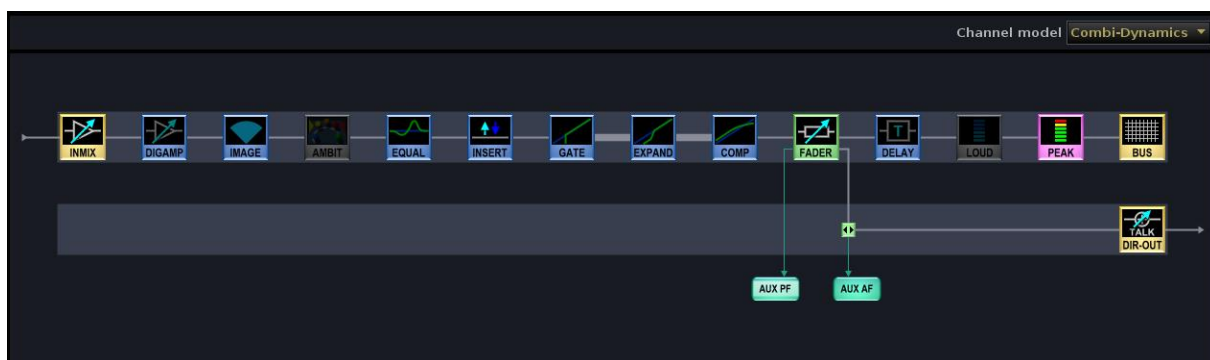 Channel model Combi-Dynamics
INMIX DIGAMP IMAGE AMBIT EQUAL INSERT GATE EXPAND COMP FADER T DELAY LOUD PEAK BUS
TALK
DIR-OUT
AUX PF AUX AF